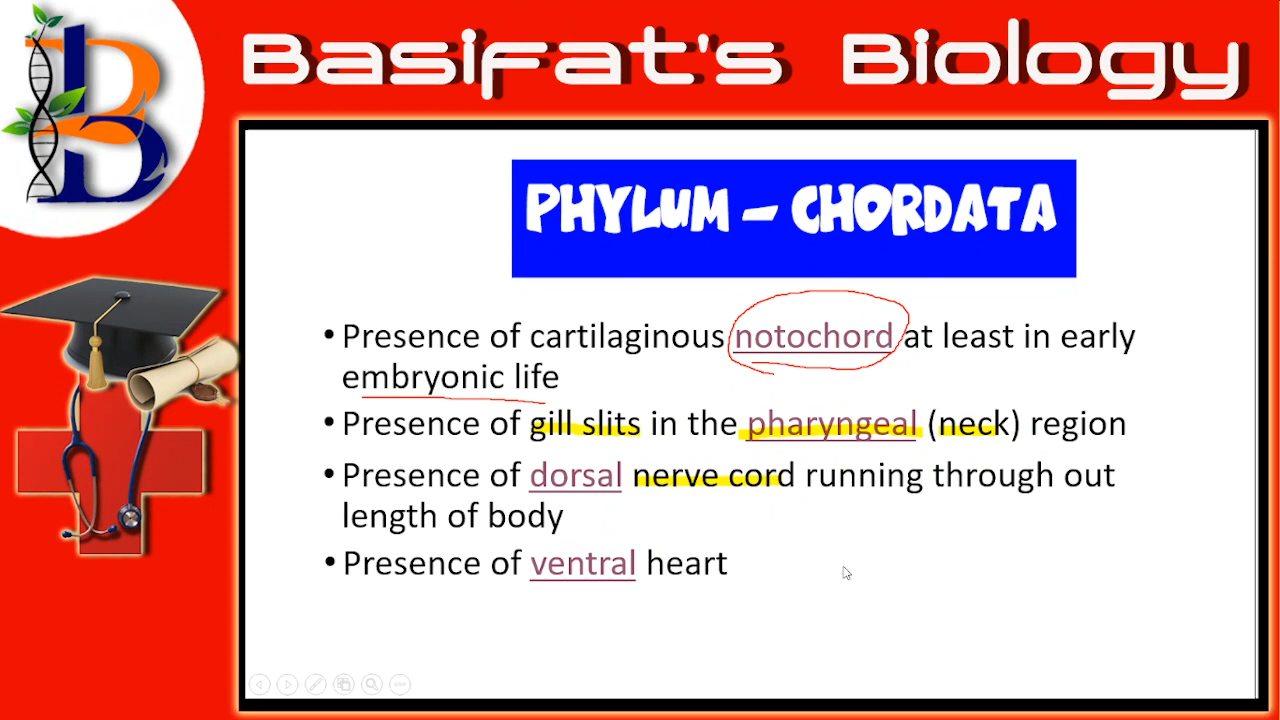 Basifat's Biology
PHYLUM – CHORDATA
• Presence of cartilaginous notochord at least in early
embryonic life
• Presence of gill slits in the pharyngeal (neck) region
• Presence of dorsal nerve cord running through out
length of body
• Presence of ventral heart